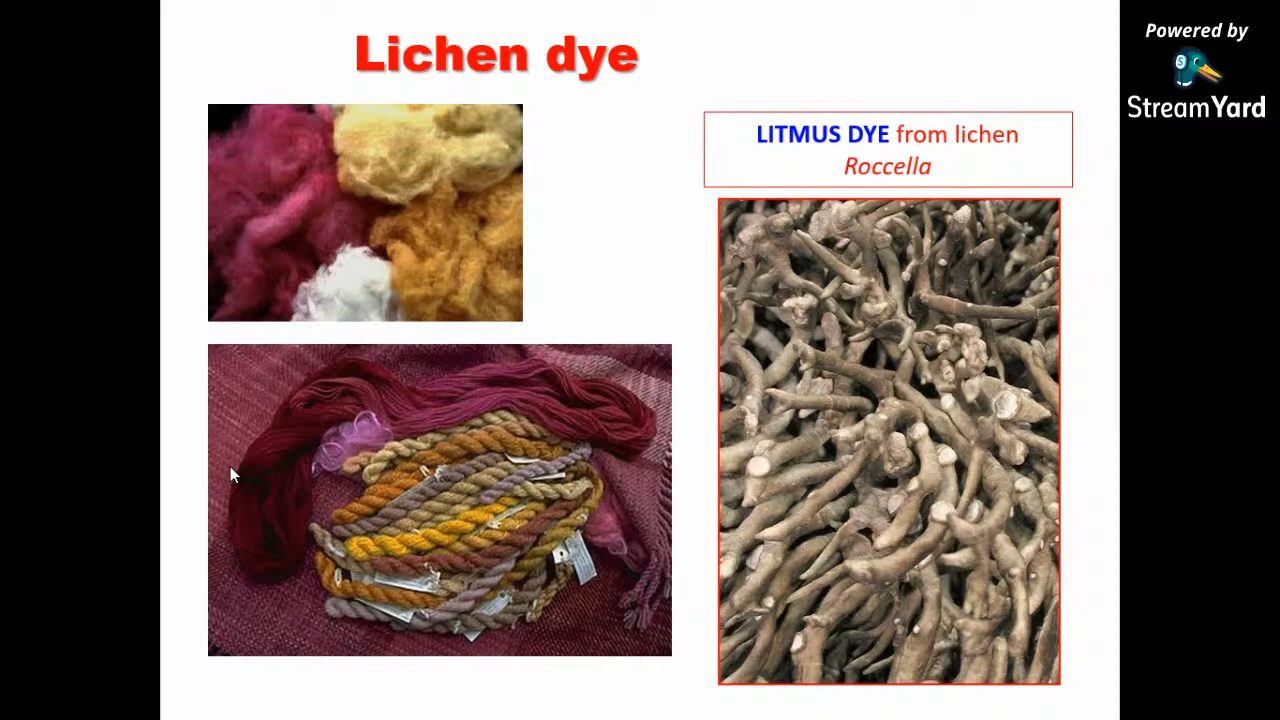 Lichen dye
LITMUS DYE from lichen
Roccella
Powered by
StreamYard